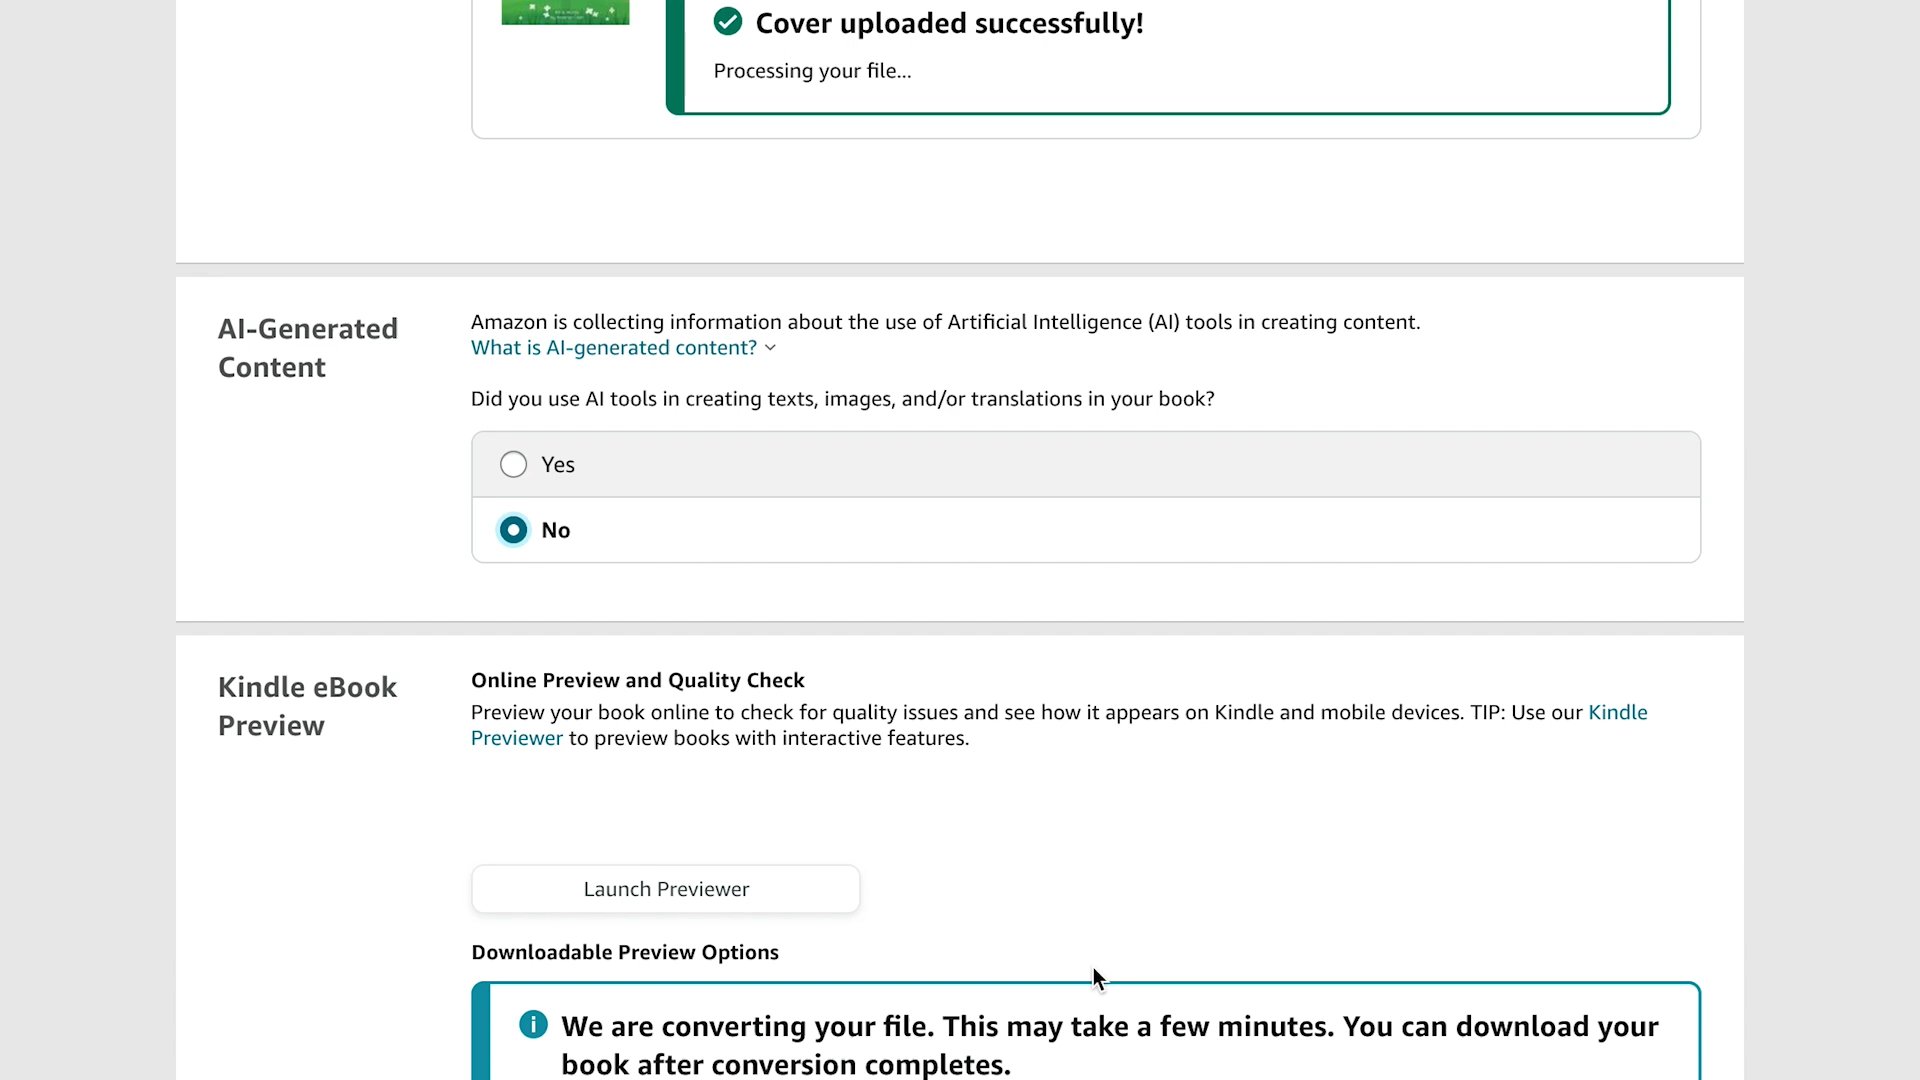 Cover uploaded successfully!
Processing your file...
AI-Generated
Content
Amazon is collecting information about the use of Artificial Intelligence (AI) tools in creating content.
What is AI-generated content?
Did you use AI tools in creating texts, images, and/or translations in your book?
Yes
No
Kindle eBook
Preview
Online Preview and Quality Check
Preview your book online to check for quality issues and see how it appears on Kindle and mobile devices. TIP: Use our Kindle
Previewer to preview books with interactive features.
Launch Previewer
Downloadable Preview Options
We are converting your file. This may take a few minutes. You can download your
book after conversion completes.